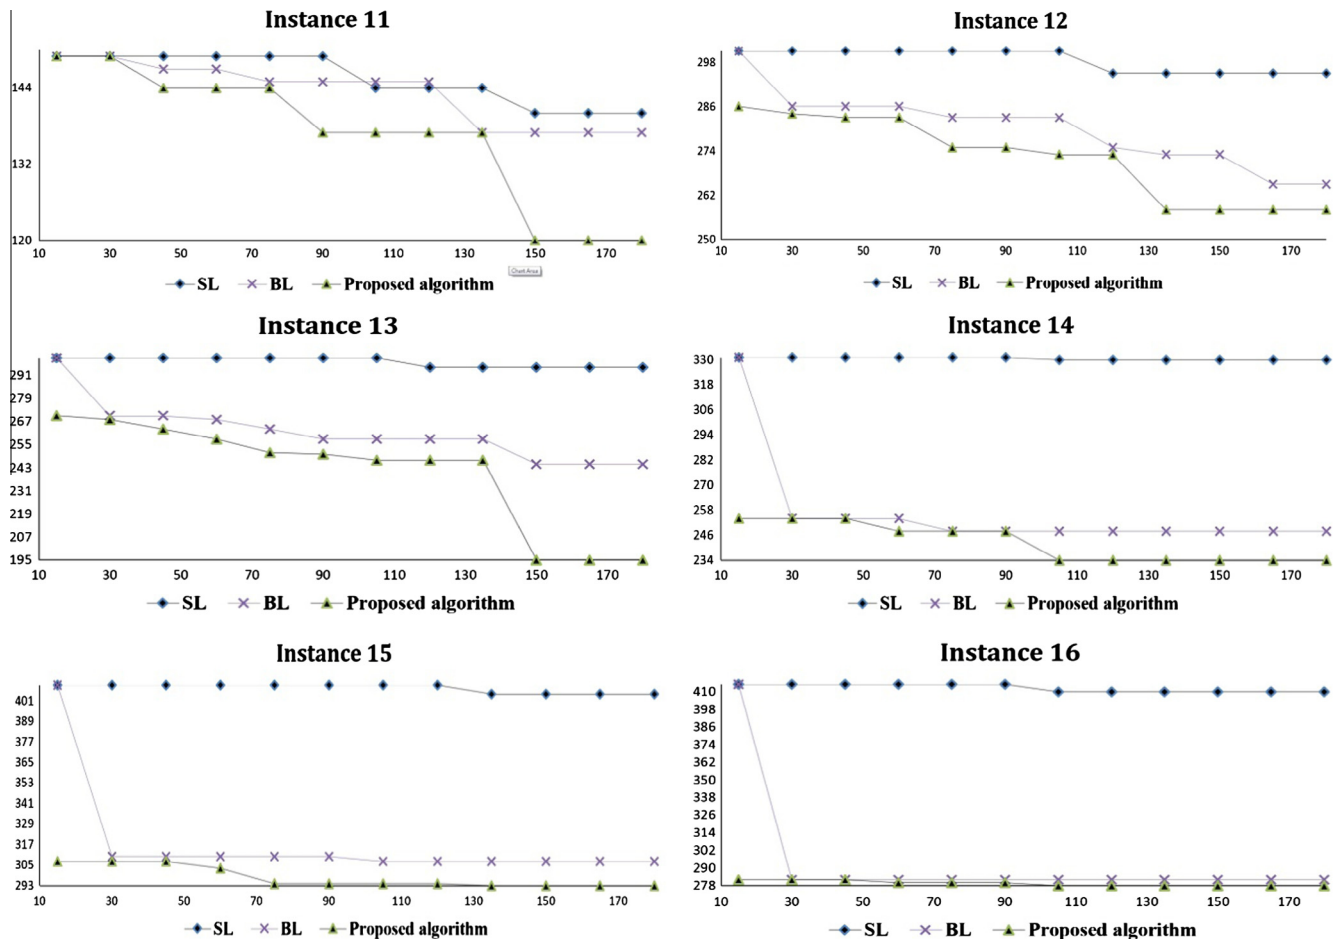 Instance 11
144
132
120
10 30 50 70 90 110 130 150 170
Chart Area
SL BL Proposed algorithm
Instance 12
298
286
274
262
250
10 30 50 70 90 110 130 150 170
SL BL Proposed algorithm
Instance 13
291
279
267
255
243
231
219
207
195
10 30 50 70 90 110 130 150 170
SL BL Proposed algorithm
Instance 14
330
318
306
294
282
270
258
246
234
10 30 50 70 90 110 130 150 170
SL BL Proposed algorithm
Instance 15
401
389
377
365
353
341
329
317
305
293
10 30 50 70 90 110 130 150 170
SL BL Proposed algorithm
Instance 16
410
398
386
374
362
350
338
326
314
302
290
278
10 30 50 70 90 110 130 150 170
SL BL Proposed algorithm